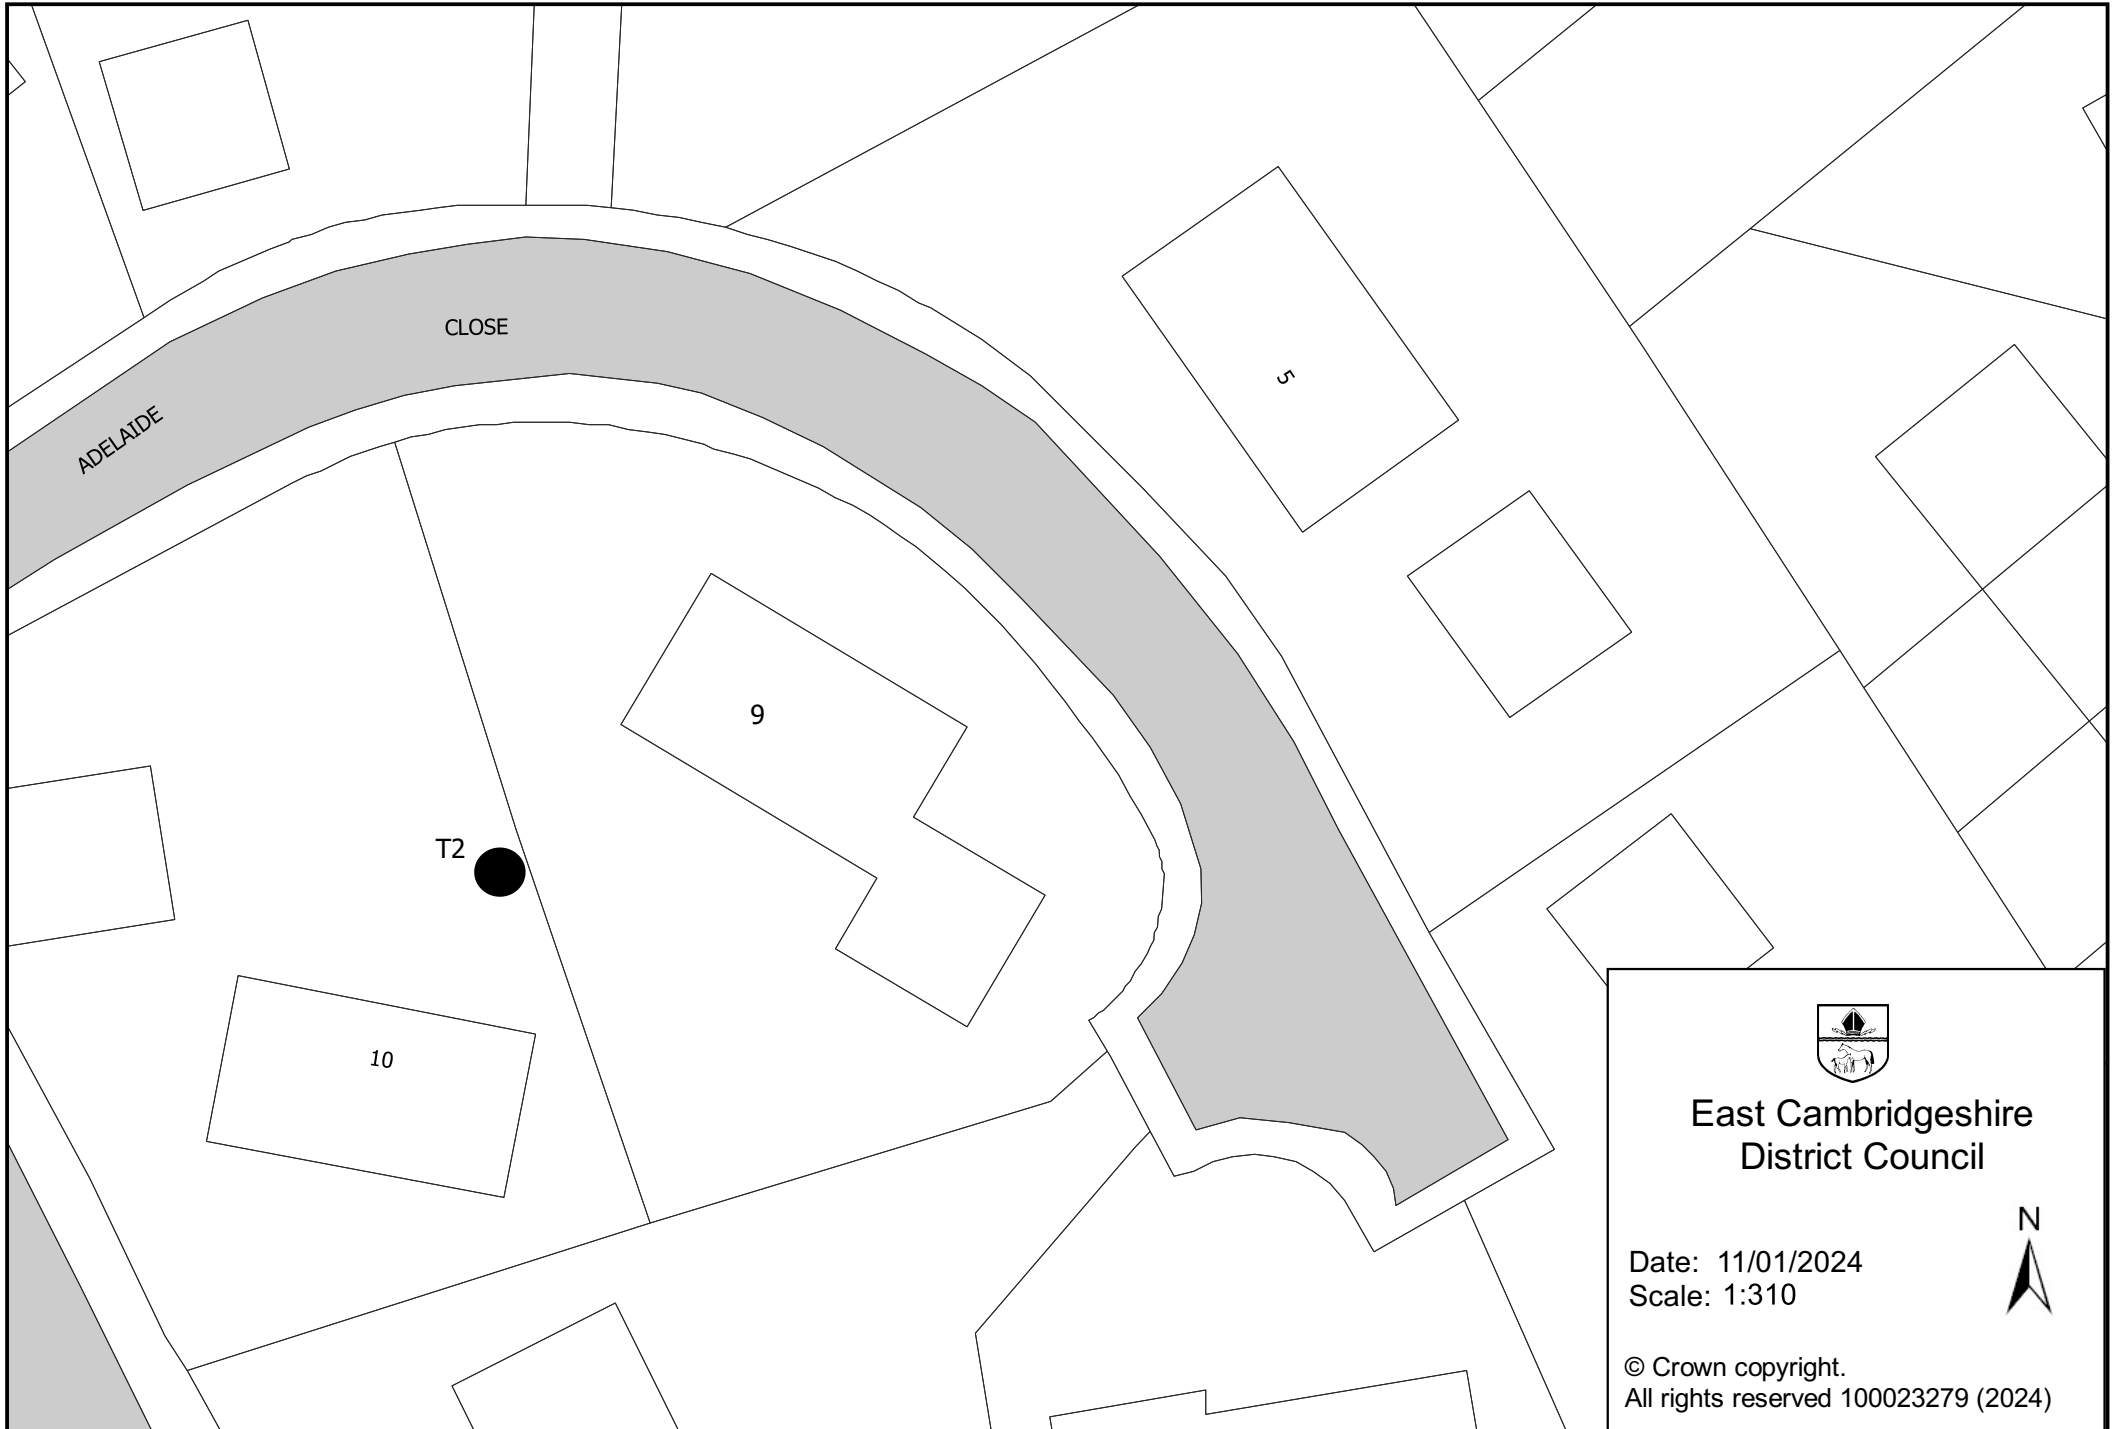 CLOSE
ADELAIDE
5
9
T2
10
East Cambridgeshire
District Council
N
Date: 11/01/2024
Scale: 1:310
© Crown copyright.
All rights reserved 100023279 (2024)